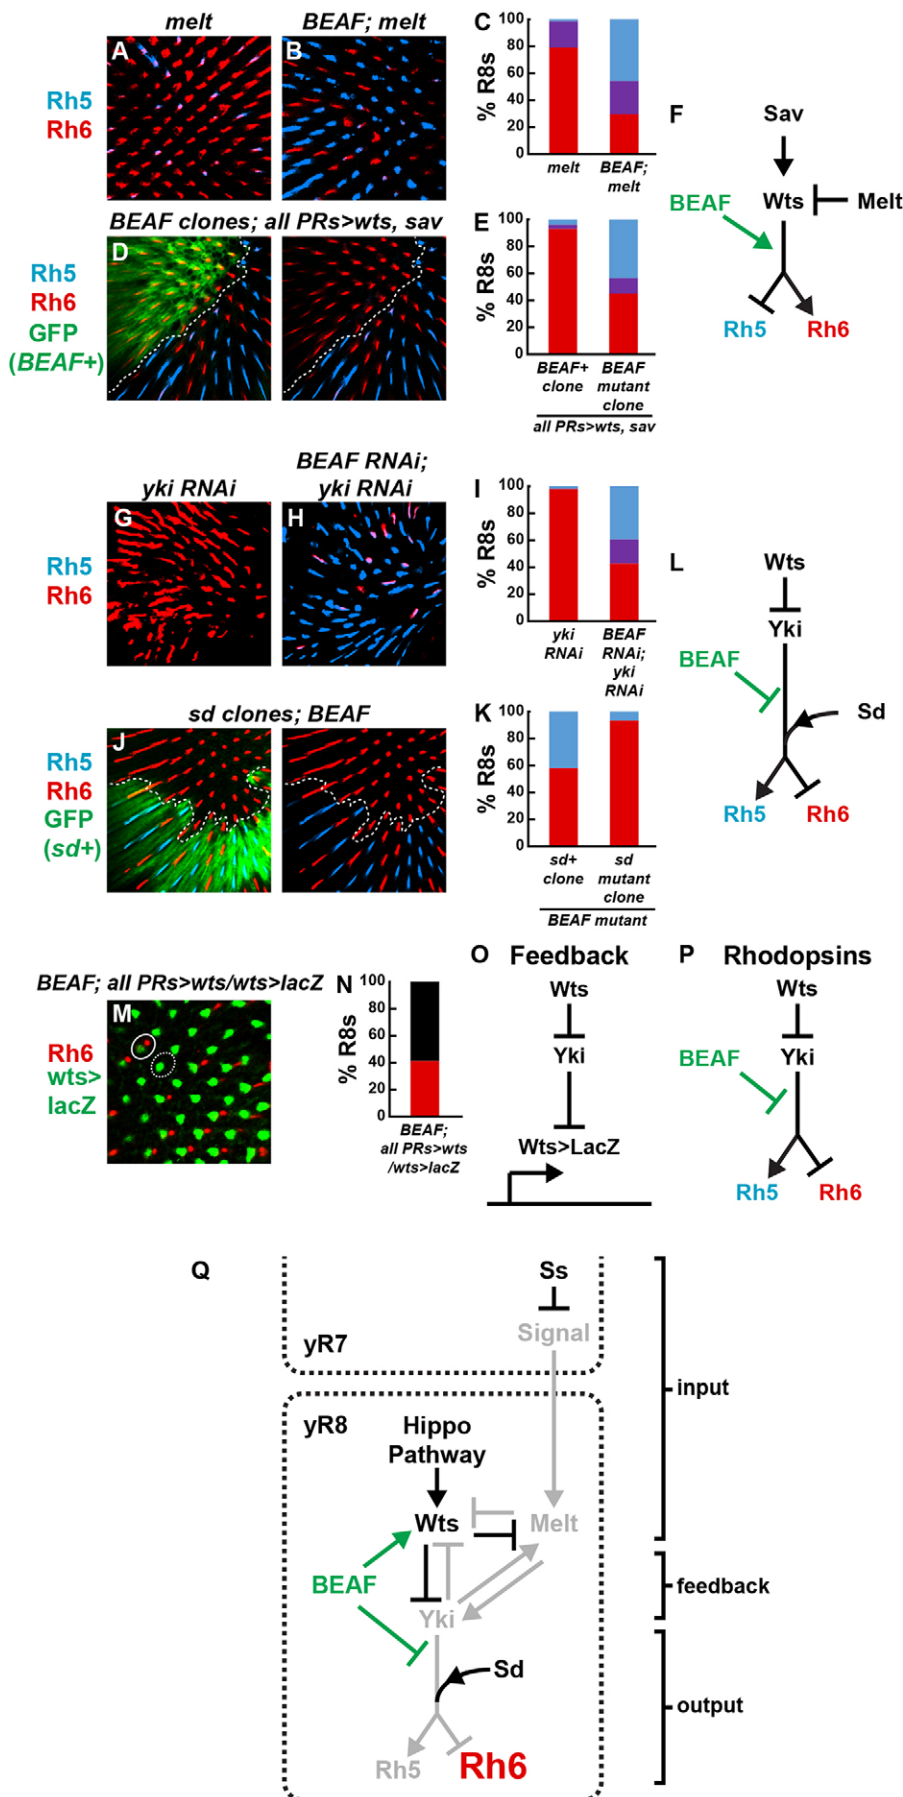 melt
BEAF; melt
A
B
Rh5
Rh6
C
% R8s
100
80
60
40
20
0
melt
BEAF;
melt
BEAF clones; all PRs>wts, sav
D
Rh5
Rh6
GFP
(BEAF+)
E
% R8s
100
80
60
40
20
0
BEAF+
clone
BEAF
mutant
clone
all PRs>wts, sav
F
Sav
BEAF
Wts
Melt
Rh5
Rh6
yki RNAi
BEAF RNAi;
yki RNAi
G
H
Rh5
Rh6
I
% R8s
100
80
60
40
20
0
yki
RNAi
BEAF
RNAi;
yki
RNAi
sd clones; BEAF
J
Rh5
Rh6
GFP
(sd+)
K
% R8s
100
80
60
40
20
0
sd+
clone
sd
mutant
clone
BEAF mutant
L
Wts
Yki
BEAF
Sd
Rh5
Rh6
BEAF; all PRs>wts/wts>lacZ
M
Rh6
wts>
lacZ
N
% R8s
100
80
60
40
20
0
BEAF;
all PRs>wts
/wts>lacZ
O
Feedback
Wts
Yki
Wts>LacZ
P
Rhodopsins
Wts
BEAF
Yki
Rh5
Rh6
Q
Ss
Signal
yR7
input
yR8
Hippo
Pathway
Wts
Melt
BEAF
feedback
Yki
Sd
output
Rh5
Rh6